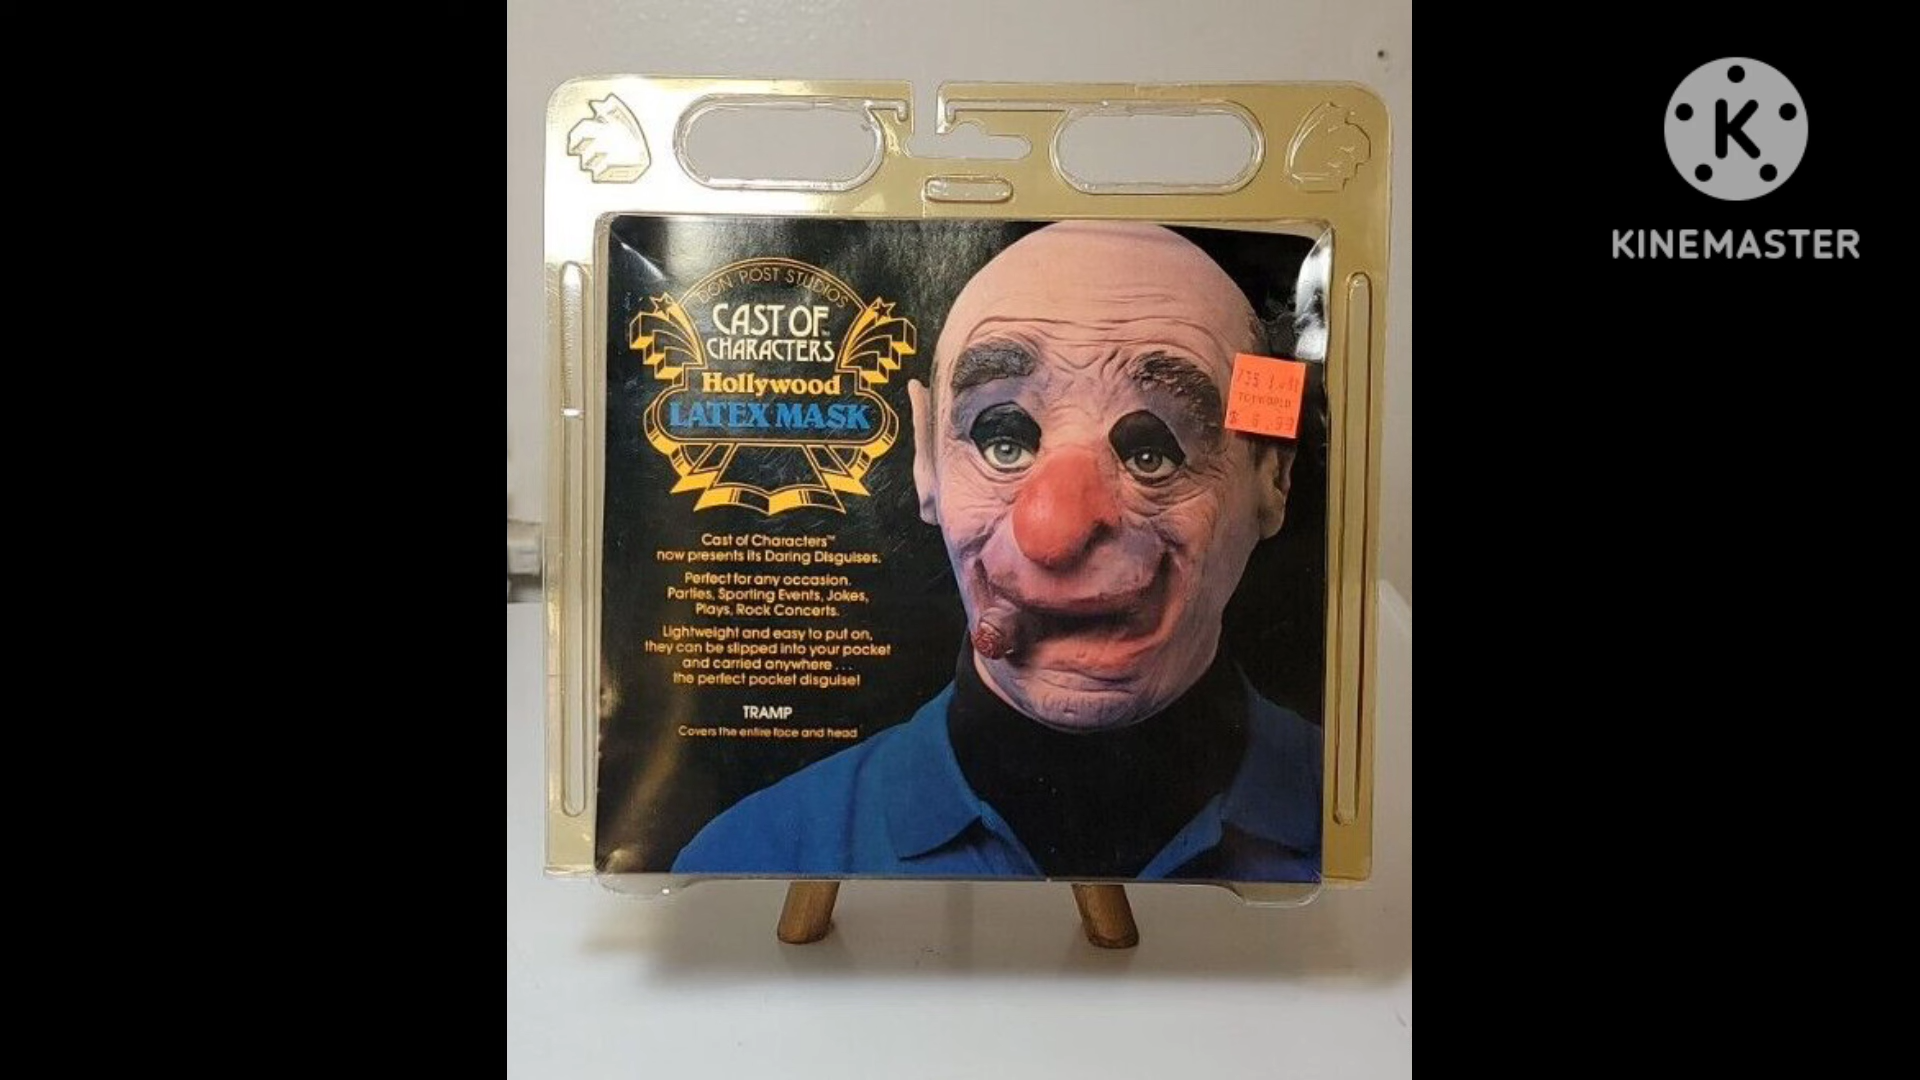 DON POST STUDIOS
CAST OF™
CHARACTERS
Hollywood
LATEX MASK
Cast of Characters™
now presents its Daring Disguises.
Perfect for any occasion.
Parties, Sporting Events, Jokes,
Plays, Rock Concerts.
Lightweight and easy to put on,
they can be slipped into your pocket
and carried anywhere . . .
the perfect pocket disguise!
TRAMP
Covers the entire face and head
TOYWORLD
K
KINEMASTER